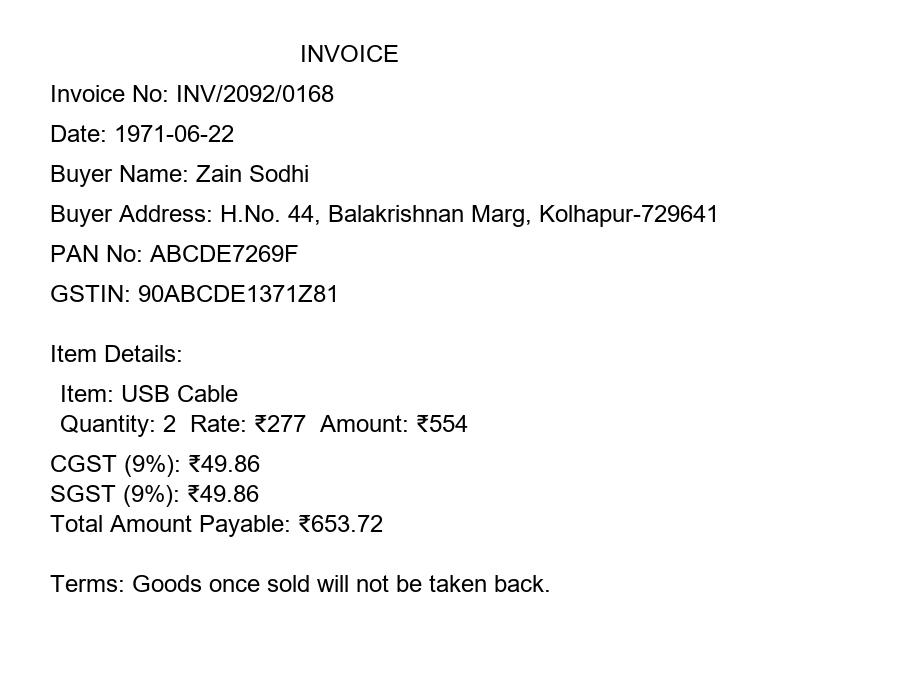 INVOICE
Invoice No: INV/2092/0168
Date: 1971-06-22
Buyer Name: Zain Sodhi
Buyer Address: H.No. 44, Balakrishnan Marg, Kolhapur-729641
PAN No: ABCDE7269F
GSTIN: 90ABCDE1371Z81
Item Details:
Item: USB Cable
Quantity: 2  Rate: ₹277  Amount: ₹554
CGST (9%): ₹49.86
SGST (9%): ₹49.86
Total Amount Payable: ₹653.72
Terms: Goods once sold will not be taken back.